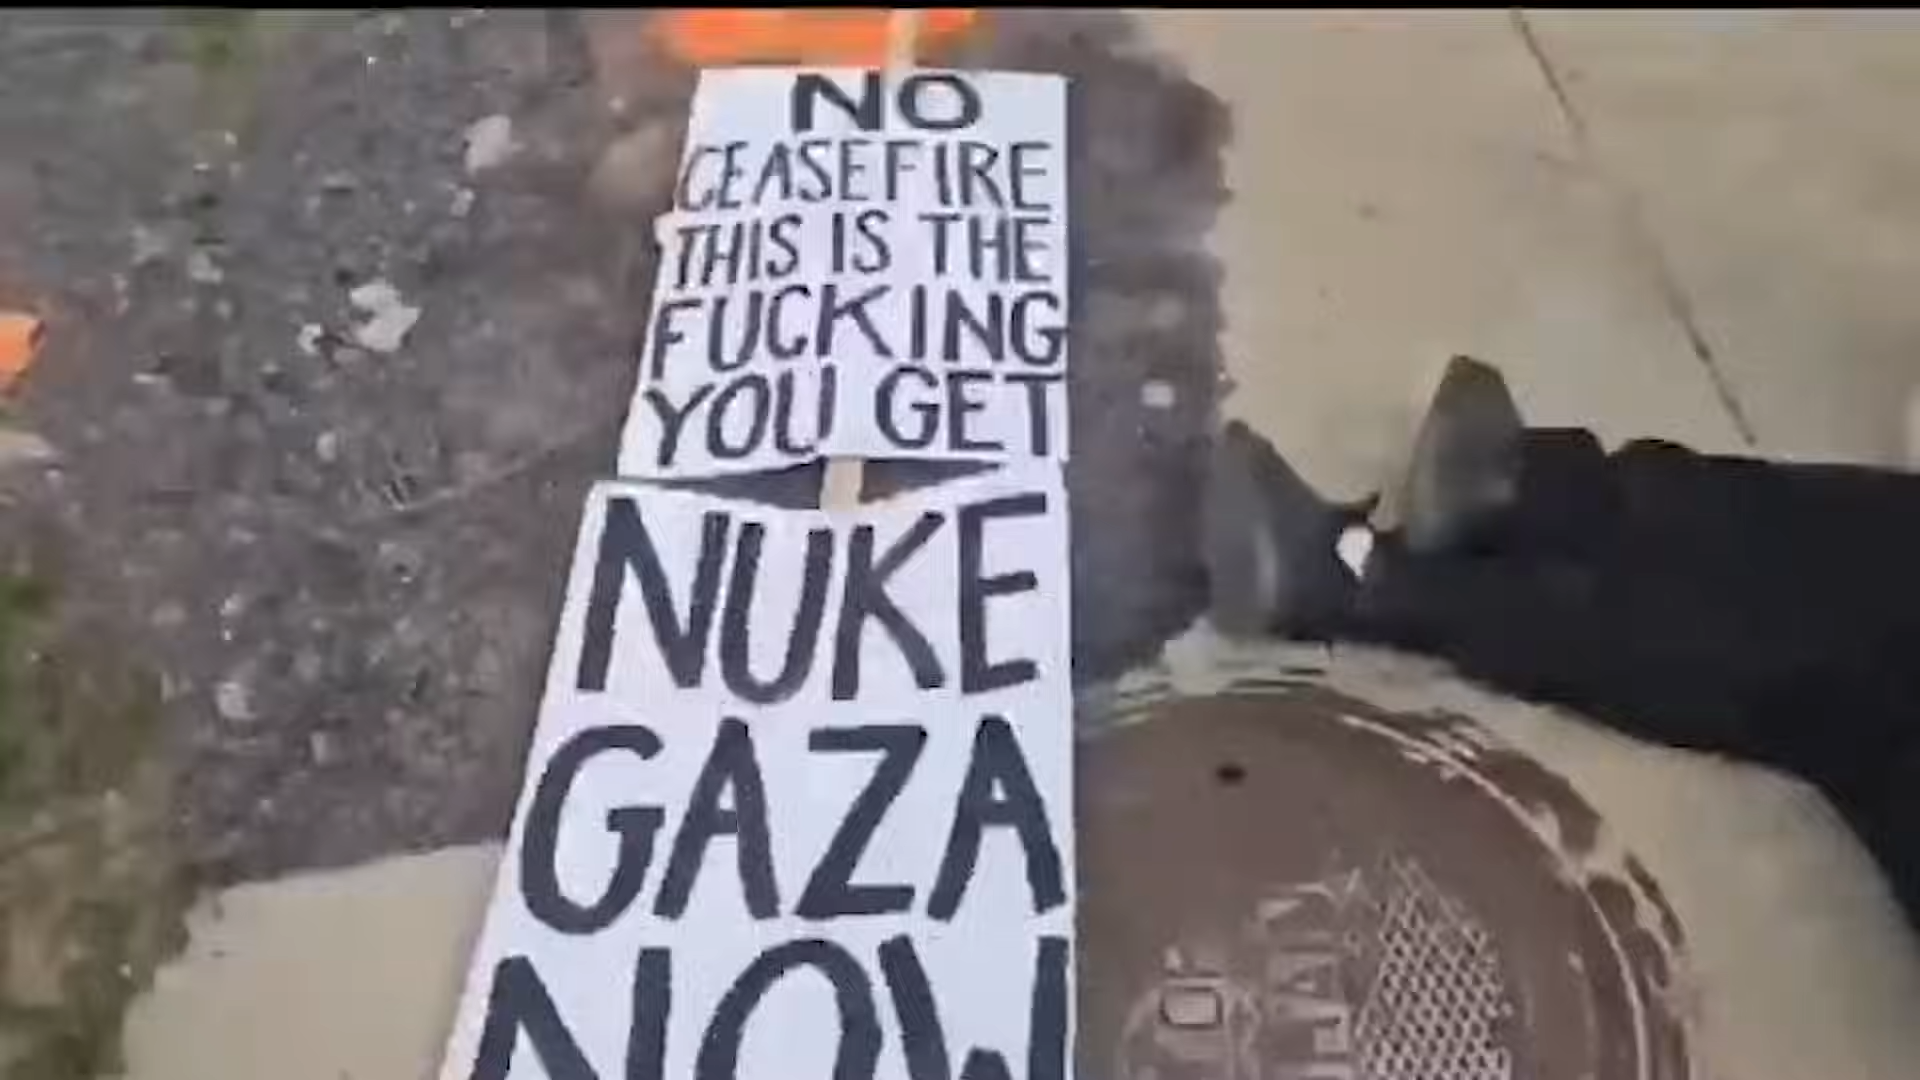 NO
CEASEFIRE
THIS IS THE
FUCKING
YOU GET
NUKE
GAZA
NOW